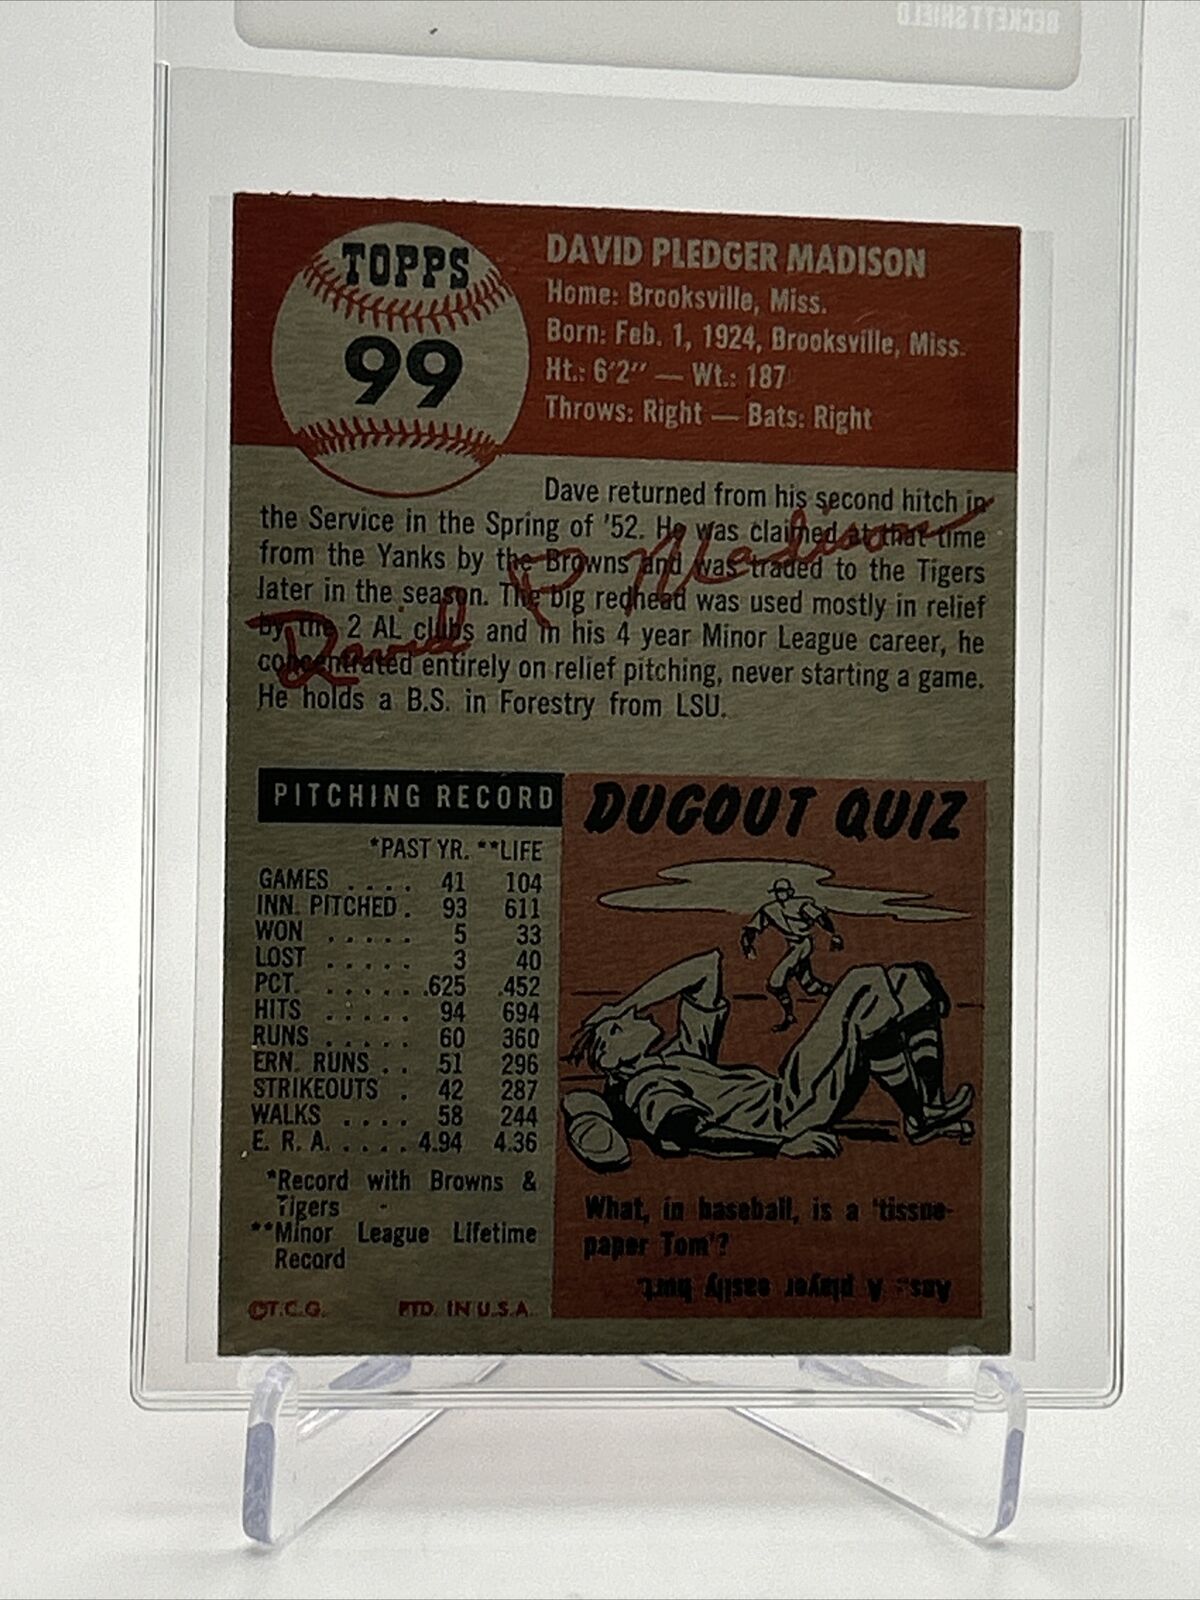 BECKETT SHIELD
TOPPS
99
DAVID PLEDGER MADISON
Home: Brooksville, Miss.
Born: Feb. 1, 1924, Brooksville, Miss.
Ht.: 6'2" — Wt.: 187
Throws: Right — Bats: Right
Dave returned from his second hitch in
the Service in the Spring of '52. He was claimed at that time
from the Yanks by the Browns and was traded to the Tigers
later in the season. The big redhead was used mostly in relief
by the 2 AL clubs and in his 4 year Minor League career, he
concentrated entirely on relief pitching, never starting a game.
He holds a B.S. in Forestry from LSU.
David P Madison
PITCHING RECORD
*PAST YR. **LIFE
GAMES . . . . 41 104
INN. PITCHED . 93 611
WON . . . . . 5 33
LOST . . . . . 3 40
PCT. . . . . . .625 .452
HITS . . . . . 94 694
RUNS . . . . . 60 360
ERN. RUNS . . 51 296
STRIKEOUTS . 42 287
WALKS . . . . 58 244
E. R. A. . . . . 4.94 4.36
*Record with Browns &
Tigers
**Minor League Lifetime
Record
©T.C.G. PTD. IN U.S.A.
DUGOUT QUIZ
What, in baseball, is a 'tissue-
paper Tom'?
Ans: A player easily hurt.